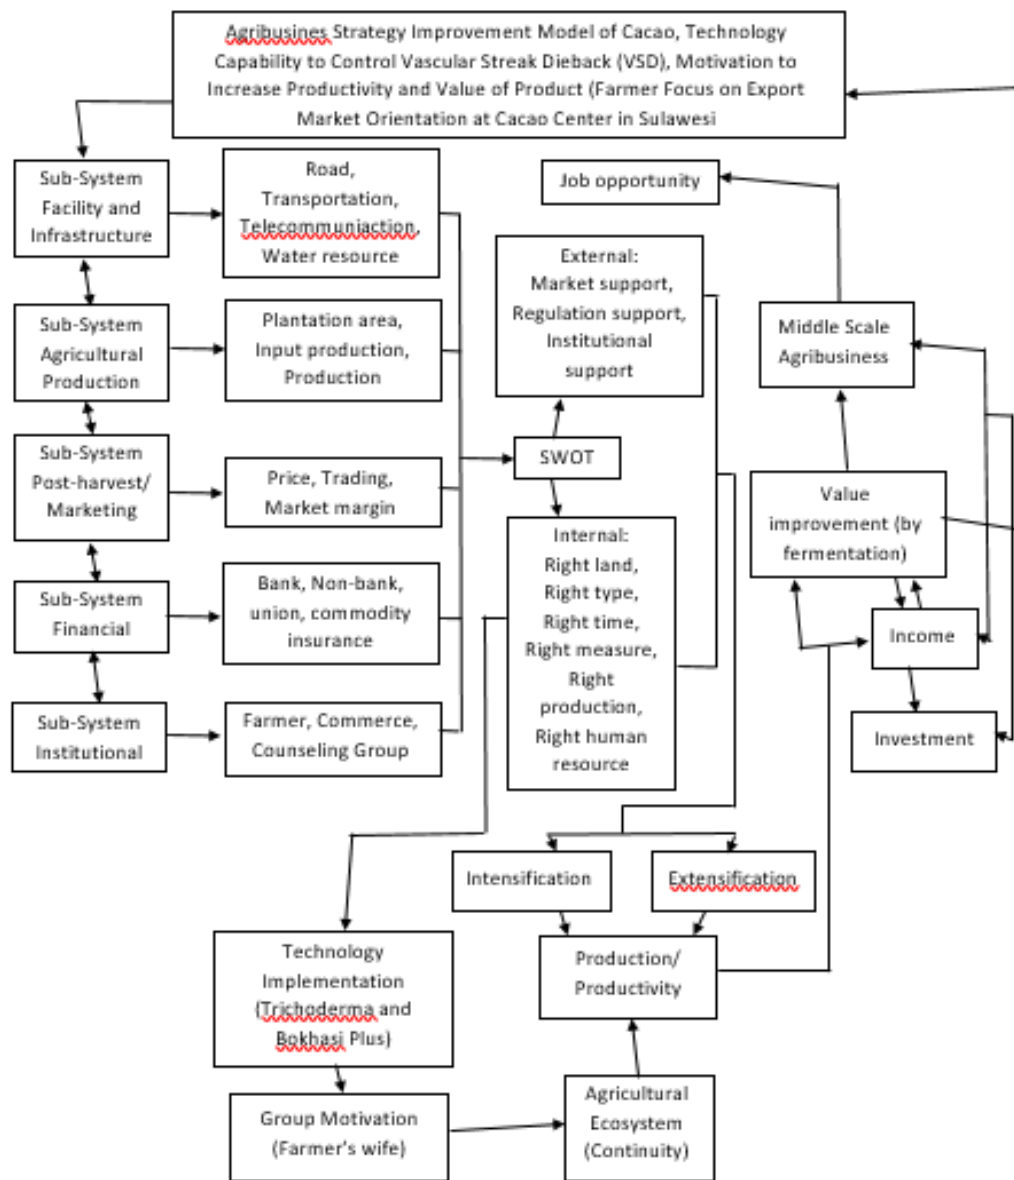 Agribusines Strategy Improvement Model of Cacao, Technology
Capability to Control Vascular Streak Dieback (VSD), Motivation to
Increase Productivity and Value of Product (Farmer Focus on Export
Market Orientation at Cacao Center in Sulawesi
Sub-System
Facility and
Infrastructure
Road,
Transportation,
Telecommuniaction,
Water resource
Job opportunity
External:
Market support,
Regulation support,
Institutional
support
Sub-System
Agricultural
Production
Plantation area,
Input production,
Production
Middle Scale
Agribusiness
Sub-System
Post-harvest/
Marketing
Price, Trading,
Market margin
SWOT
Value
improvement (by
fermentation)
Internal:
Right land,
Right type,
Right time,
Right measure,
Right
production,
Right human
resource
Sub-System
Financial
Bank, Non-bank,
union, commodity
insurance
Income
Sub-System
Institutional
Farmer, Commerce,
Counseling Group
Investment
Intensification
Extensification
Technology
Implementation
(Trichoderma and
Bokhasi Plus)
Production/
Productivity
Group Motivation
(Farmer's wife)
Agricultural
Ecosystem
(Continuity)